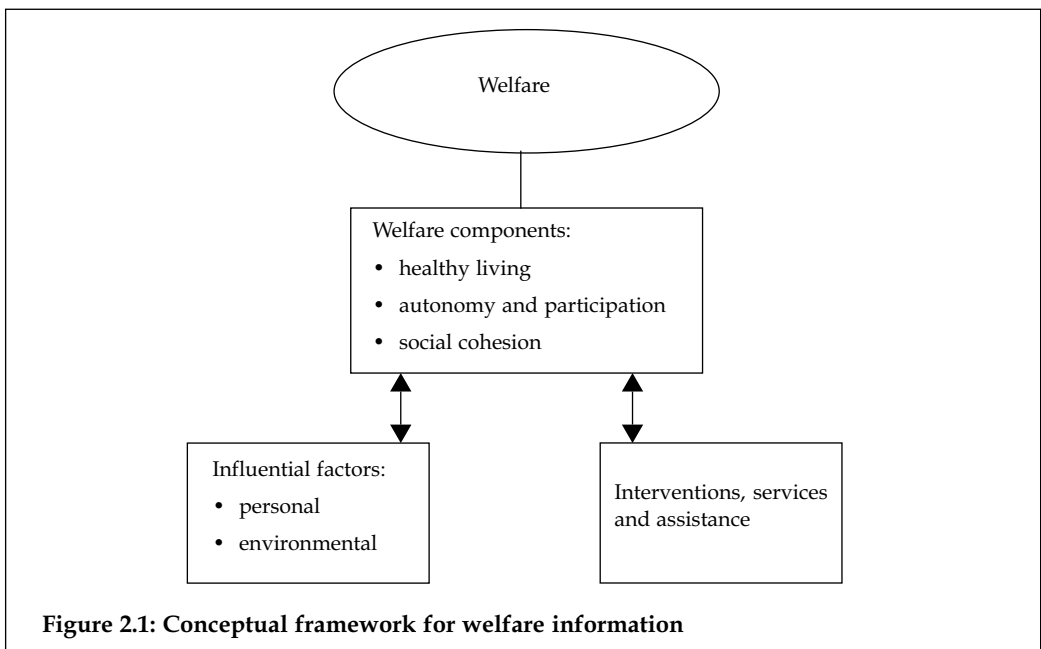 Welfare
Welfare components:
• healthy living
• autonomy and participation
• social cohesion
Influential factors:
• personal
• environmental
Interventions, services
and assistance
Figure 2.1: Conceptual framework for welfare information